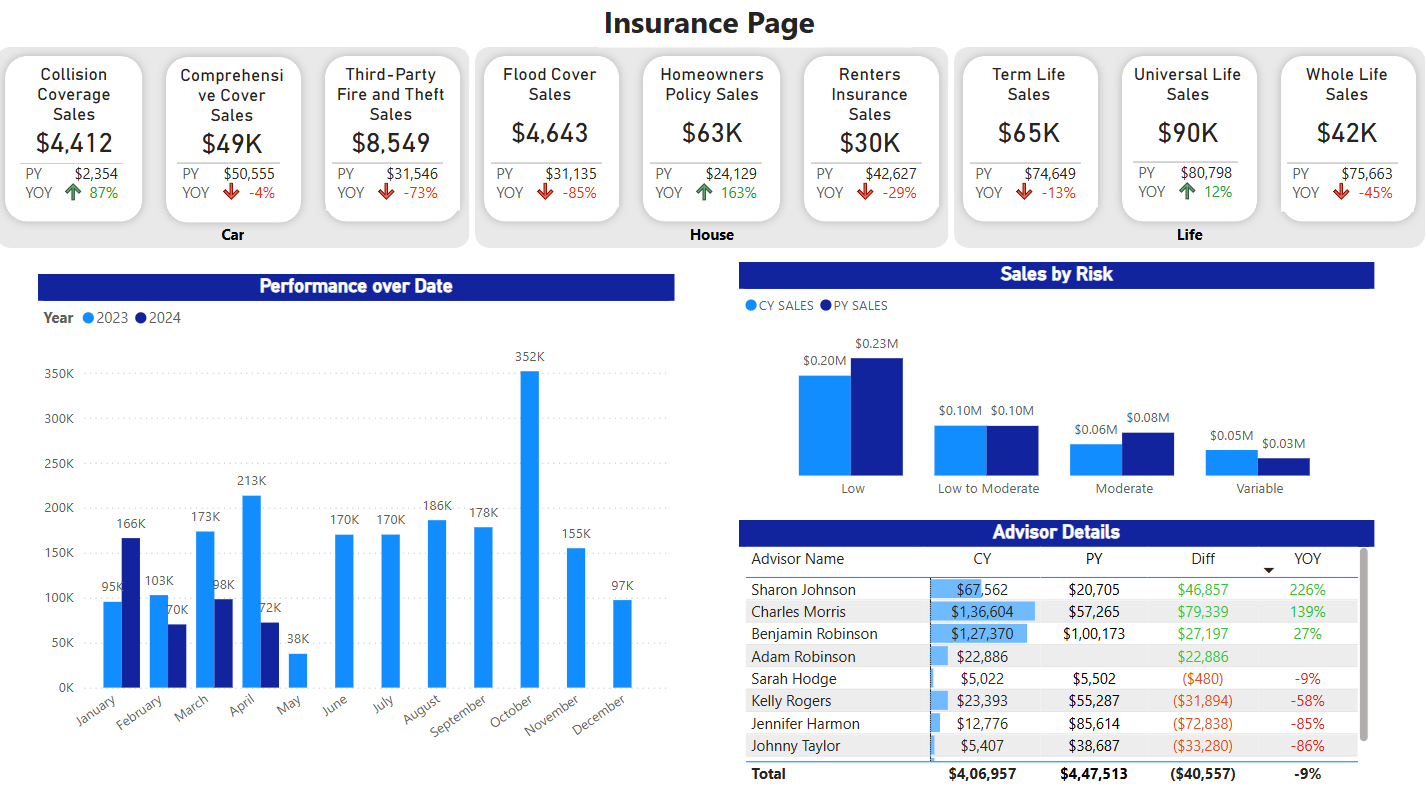 Insurance Page
Collision
Coverage
Sales
$4,412
PY $2,354
YOY 87%
Comprehensi
ve Cover
Sales
$49K
PY $50,555
YOY -4%
Third-Party
Fire and Theft
Sales
$8,549
PY $31,546
YOY -73%
Car
Flood Cover
Sales
$4,643
PY $31,135
YOY -85%
Homeowners
Policy Sales
$63K
PY $24,129
YOY 163%
Renters
Insurance
Sales
$30K
PY $42,627
YOY -29%
House
Term Life
Sales
$65K
PY $74,649
YOY -13%
Universal Life
Sales
$90K
PY $80,798
YOY 12%
Whole Life
Sales
$42K
PY $75,663
YOY -45%
Life
Performance over Date
Year 2023 2024
352K
350K
300K
250K
213K
200K
186K
178K
173K
170K 170K
166K
155K
150K
103K
100K
95K
98K
97K
70K
72K
50K
38K
0K
January February March April May June July August September October November December
Sales by Risk
CY SALES PY SALES
$0.20M $0.23M
$0.10M $0.10M
$0.06M $0.08M
$0.05M $0.03M
Low Low to Moderate Moderate Variable
Advisor Details
Advisor Name CY PY Diff YOY
Sharon Johnson $67,562 $20,705 $46,857 226%
Charles Morris $1,36,604 $57,265 $79,339 139%
Benjamin Robinson $1,27,370 $1,00,173 $27,197 27%
Adam Robinson $22,886 $22,886
Sarah Hodge $5,022 $5,502 ($480) -9%
Kelly Rogers $23,393 $55,287 ($31,894) -58%
Jennifer Harmon $12,776 $85,614 ($72,838) -85%
Johnny Taylor $5,407 $38,687 ($33,280) -86%
Total $4,06,957 $4,47,513 ($40,557) -9%